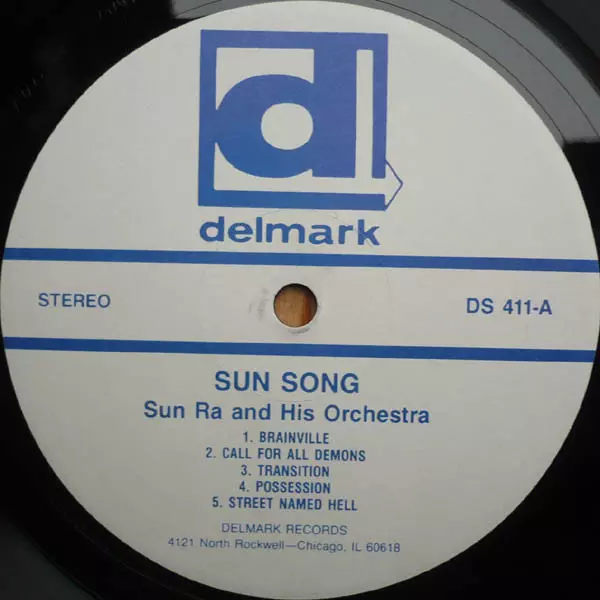 d
delmark
STEREO
DS 411-A
SUN SONG
Sun Ra and His Orchestra
1. BRAINVILLE
2. CALL FOR ALL DEMONS
3. TRANSITION
4. POSSESSION
5. STREET NAMED HELL
DELMARK RECORDS
4121 North Rockwell—Chicago, IL 60618